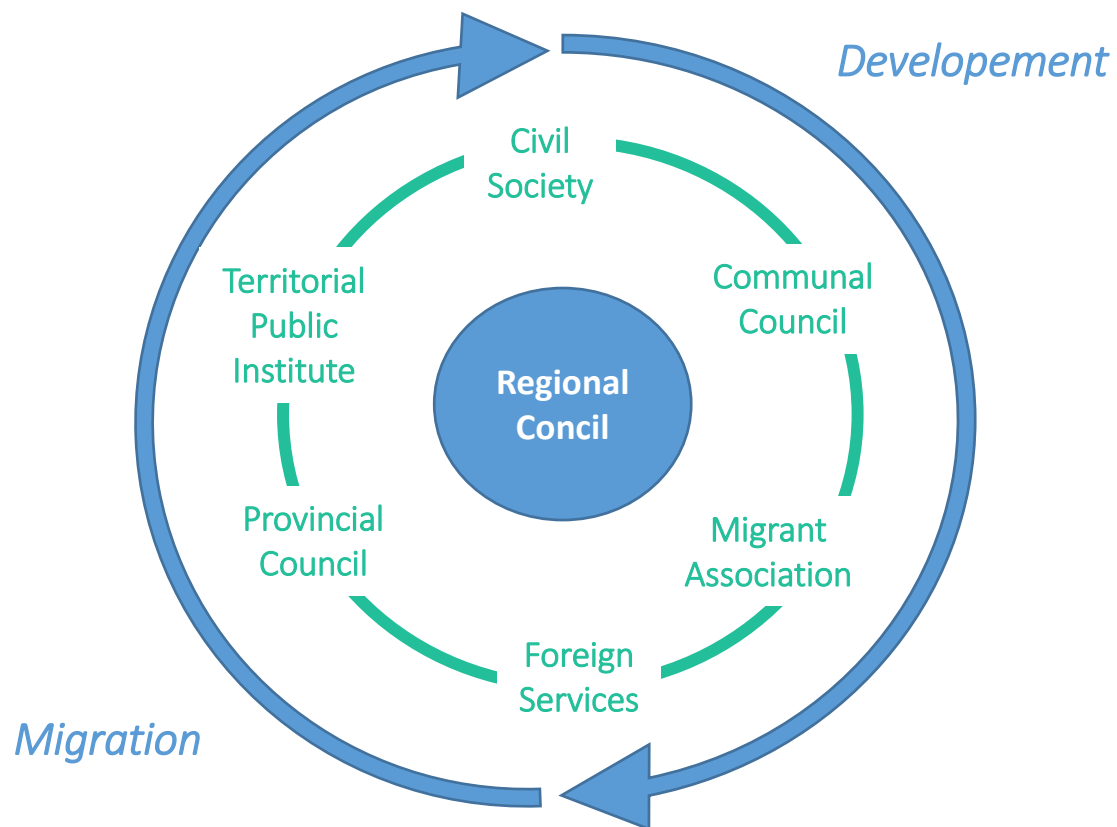 Developement
Civil
Society
Territorial
Public
Institute
Communal
Council
Regional
Concil
Provincial
Council
Migrant
Association
Foreign
Services
Migration